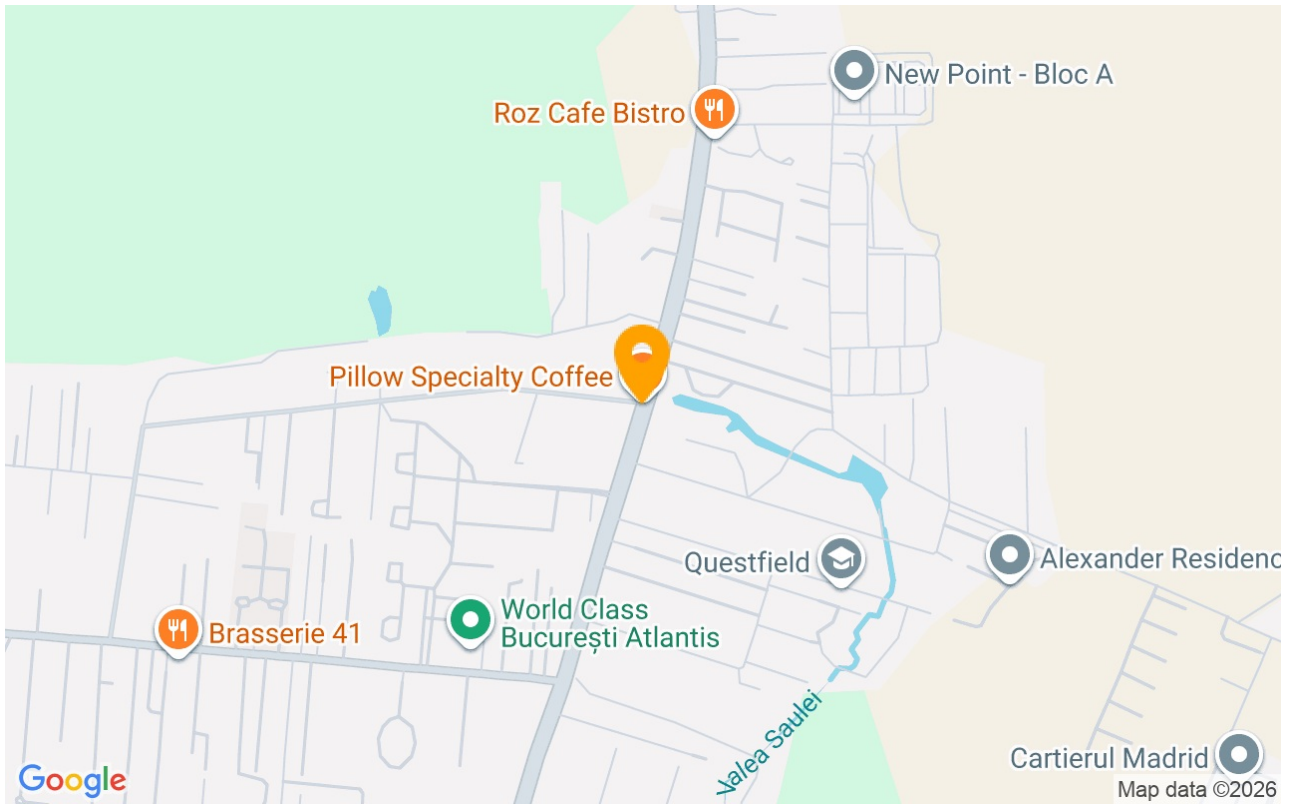 New Point - Bloc A
Roz Cafe Bistro
Pillow Specialty Coffee
Questfield
Alexander Residenc
World Class
București Atlantis
Brasserie 41
Valea Saulei
Cartierul Madrid
Google
Map data ©2026